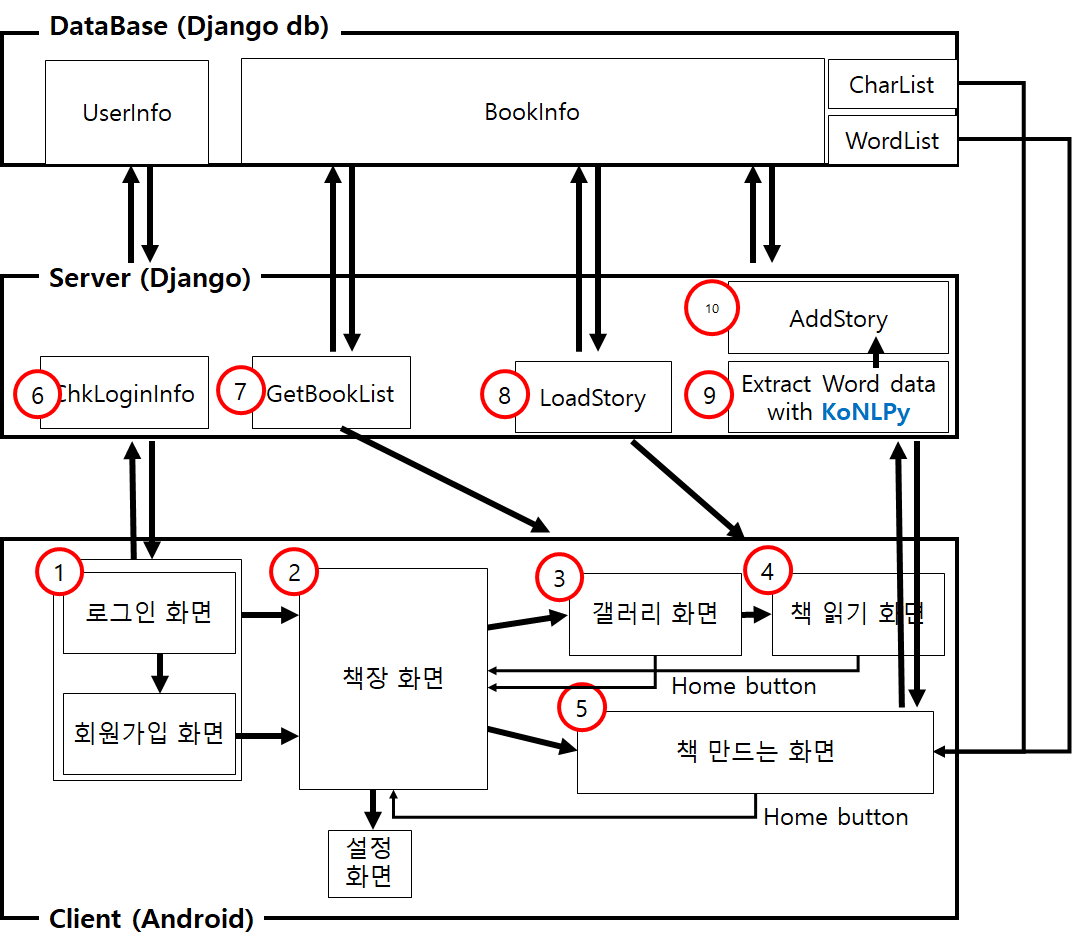 DataBase (Django db)
UserInfo
BookInfo
CharList
WordList
Server (Django)
10
AddStory
6
ChkLoginInfo
7
GetBookList
8
LoadStory
9
Extract Word data
with KoNLPy
1
로그인 화면
회원가입 화면
2
책장 화면
3
갤러리 화면
4
책 읽기 화면
Home button
5
책 만드는 화면
Home button
설정
화면
Client (Android)